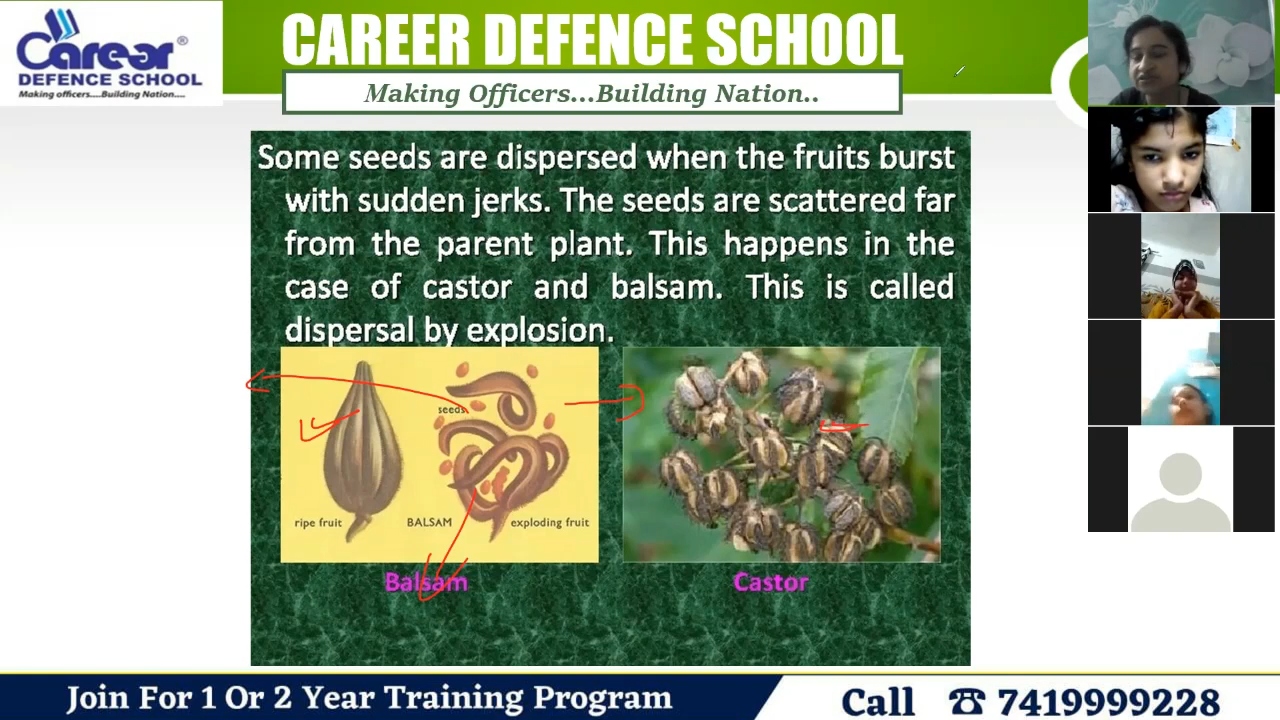 Carear®
DEFENCE SCHOOL
Making officers....Building Nation....
CAREER DEFENCE SCHOOL
Making Officers...Building Nation..
Some seeds are dispersed when the fruits burst
with sudden jerks. The seeds are scattered far
from the parent plant. This happens in the
case of castor and balsam. This is called
dispersal by explosion.
seeds
ripe fruit
BALSAM
exploding fruit
Balsam
Castor
Join For 1 Or 2 Year Training Program
Call ☎ 7419999228